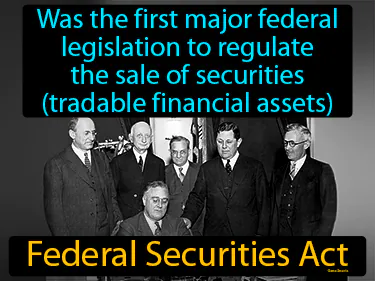 Was the first major federal
legislation to regulate
the sale of securities
(tradable financial assets)
Federal Securities Act